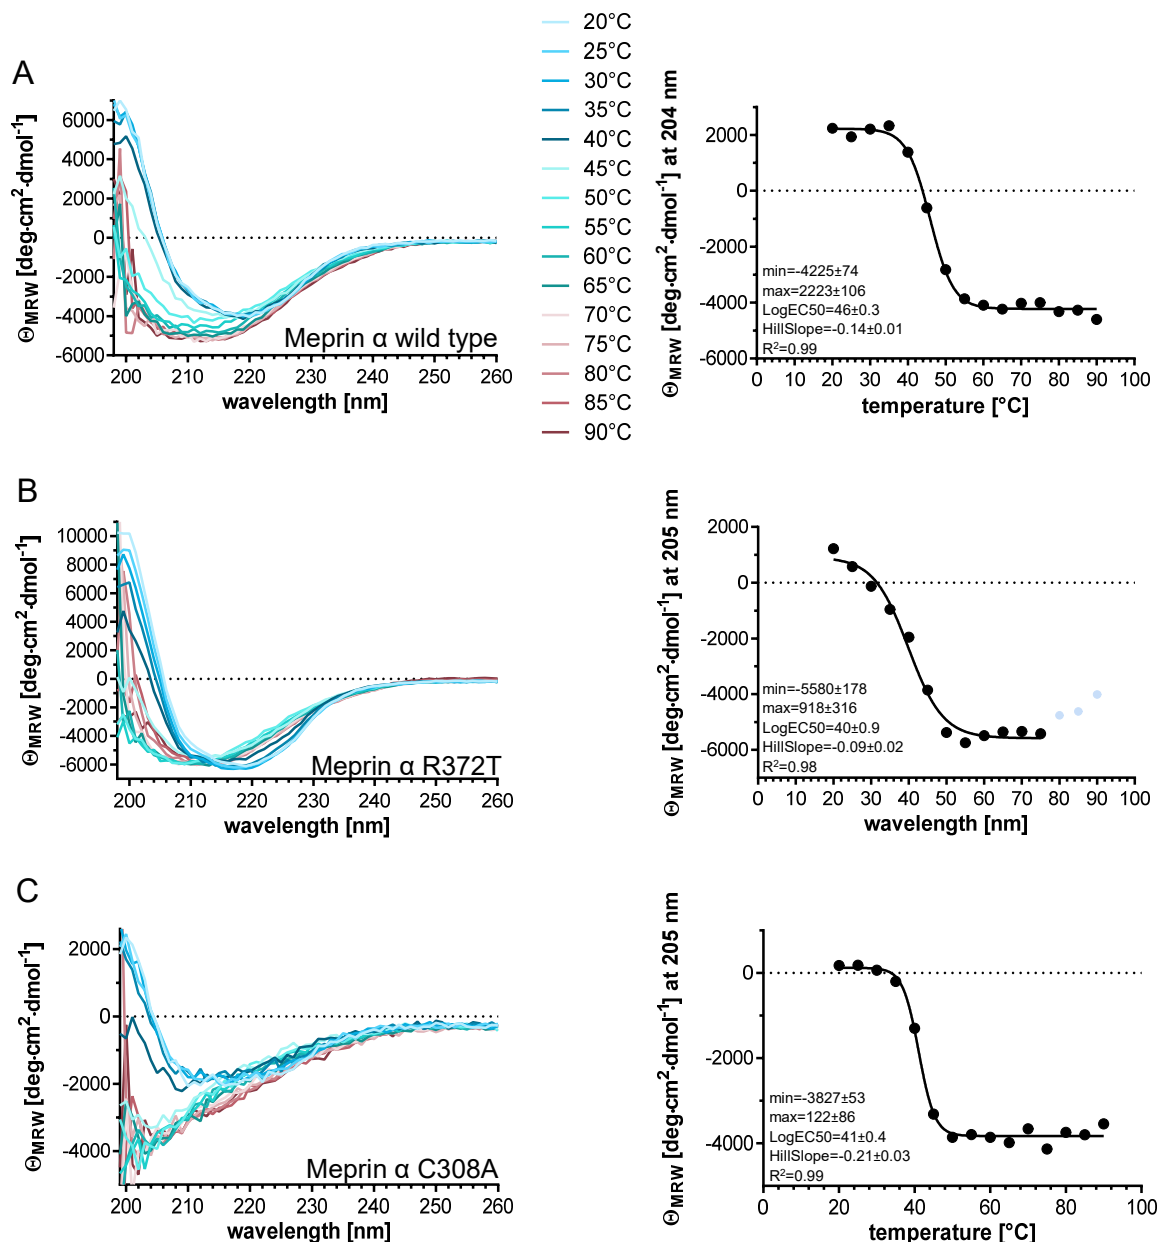 20°C
25°C
30°C
35°C
40°C
45°C
50°C
55°C
60°C
65°C
70°C
75°C
80°C
85°C
90°C
A
ΘMRW [deg·cm²·dmol⁻¹]
6000
4000
2000
0
-2000
-4000
-6000
Meprin α wild type
200 210 220 230 240 250 260
wavelength [nm]
ΘMRW [deg·cm²·dmol⁻¹] at 204 nm
2000
0
-2000
-4000
-6000
min=-4225±74
max=2223±106
LogEC50=46±0.3
HillSlope=-0.14±0.01
R²=0.99
0 10 20 30 40 50 60 70 80 90 100
temperature [°C]
B
ΘMRW [deg·cm²·dmol⁻¹]
10000
8000
6000
4000
2000
0
-2000
-4000
-6000
Meprin α R372T
200 210 220 230 240 250 260
wavelength [nm]
ΘMRW [deg·cm²·dmol⁻¹] at 205 nm
2000
0
-2000
-4000
-6000
min=-5580±178
max=918±316
LogEC50=40±0.9
HillSlope=-0.09±0.02
R²=0.98
0 10 20 30 40 50 60 70 80 90 100
wavelength [nm]
C
ΘMRW [deg·cm²·dmol⁻¹]
2000
0
-2000
-4000
Meprin α C308A
200 210 220 230 240 250 260
wavelength [nm]
ΘMRW [deg·cm²·dmol⁻¹] at 205 nm
0
-2000
-4000
min=-3827±53
max=122±86
LogEC50=41±0.4
HillSlope=-0.21±0.03
R²=0.99
0 20 40 60 80 100
temperature [°C]